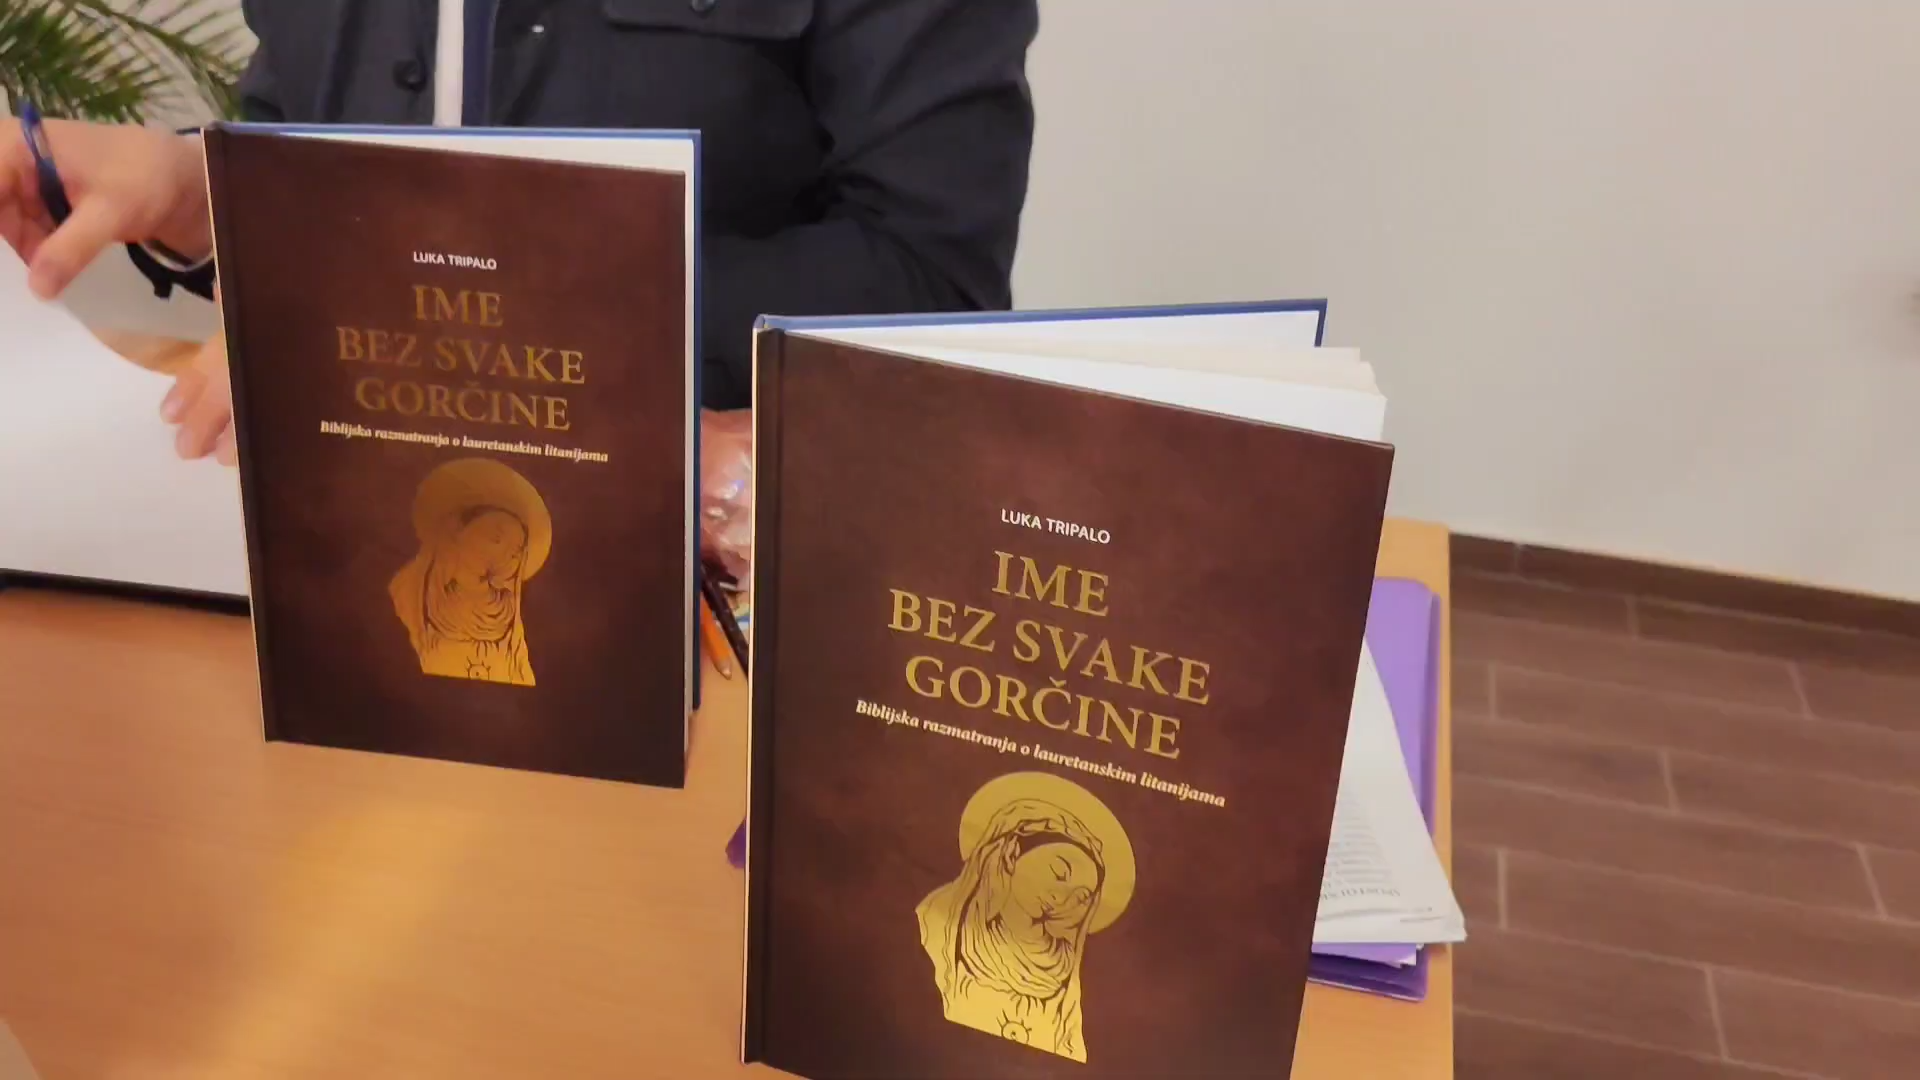 LUKA TRIPALO
IME
BEZ SVAKE
GORČINE
Biblijska razmatranja o lauretanskim litanijama
LUKA TRIPALO
IME
BEZ SVAKE
GORČINE
Biblijska razmatranja o lauretanskim litanijama